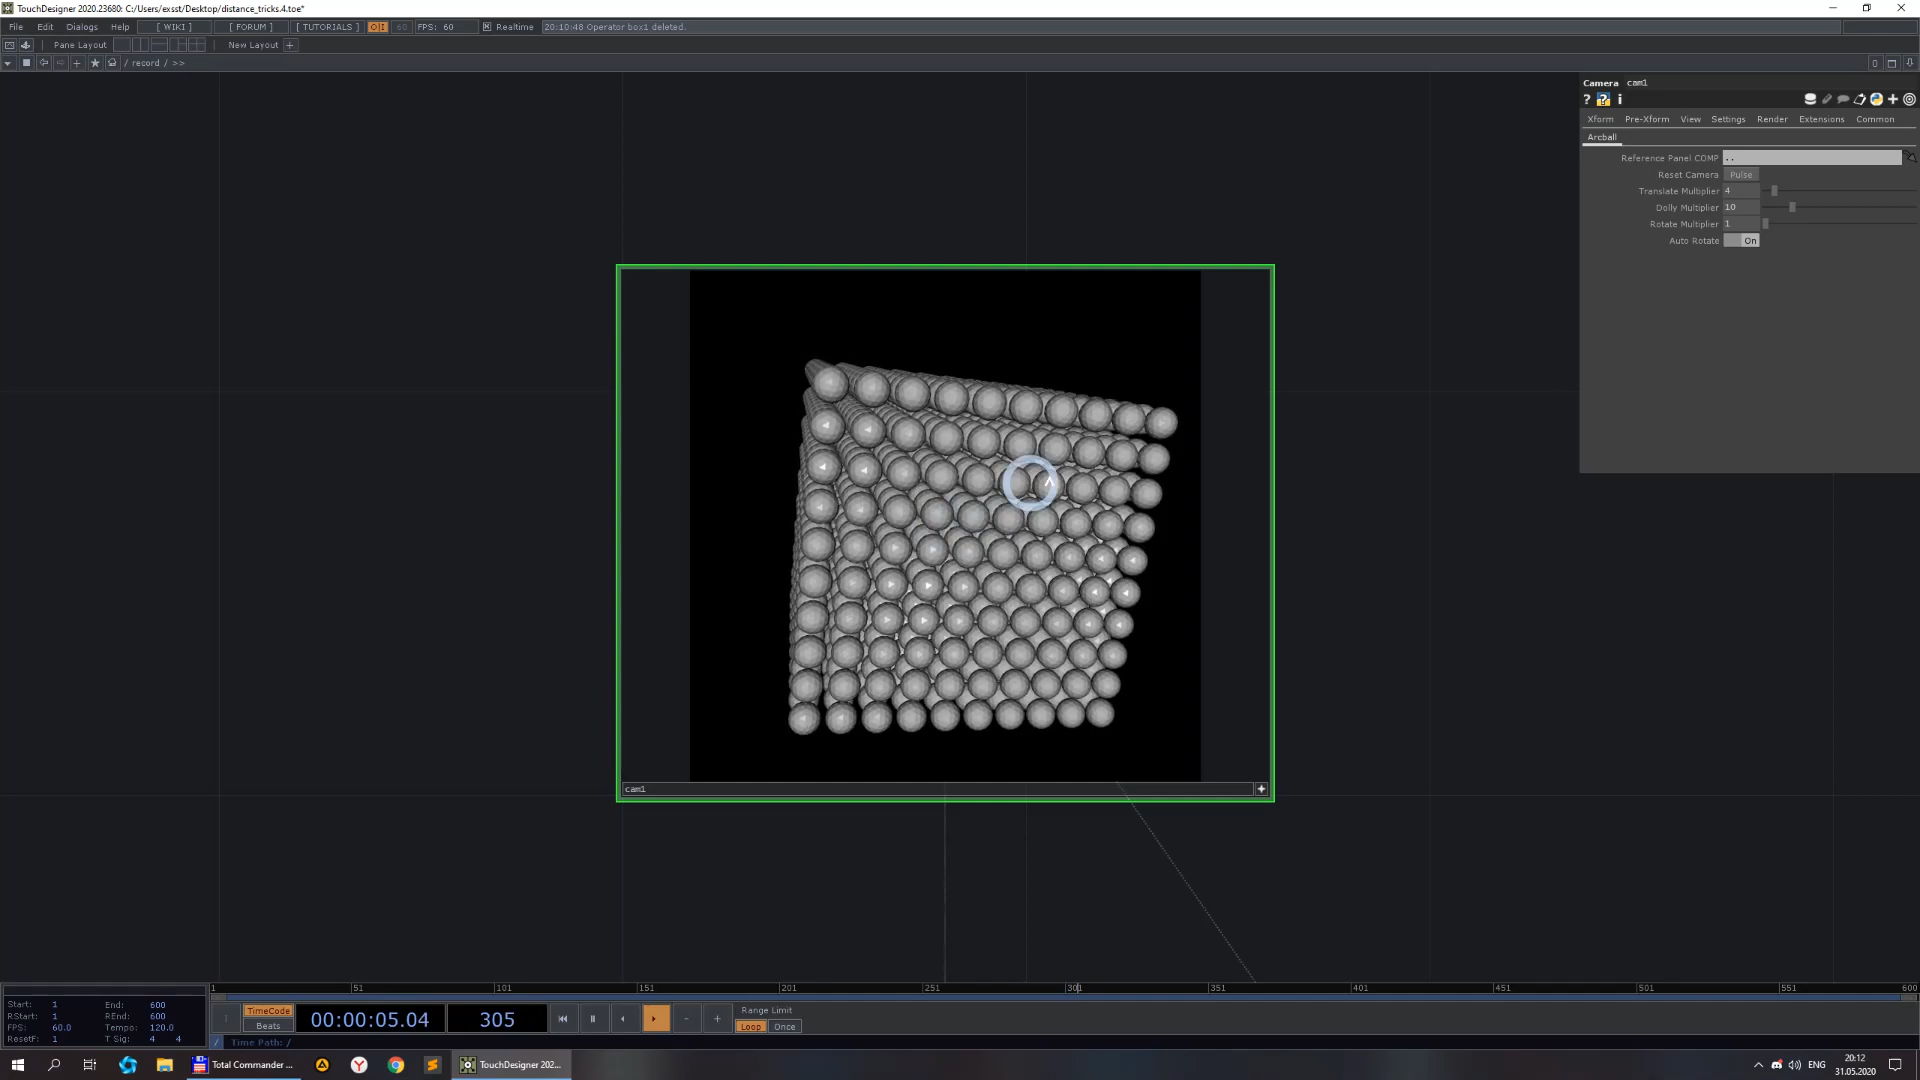 TouchDesigner 2020.23680: C:/Users/exsst/Desktop/distance_tricks.4.toe*
File Edit Dialogs Help [ WIKI ] [ FORUM ] [ TUTORIALS ] O|I 60 FPS: 60 Realtime 20:10:48 Operator box1 deleted.
Pane Layout New Layout +
/ record / >> 0
Camera cam1
? ? i
Xform Pre-Xform View Settings Render Extensions Common
Arcball
Reference Panel COMP ..
Reset Camera Pulse
Translate Multiplier 4
Dolly Multiplier 10
Rotate Multiplier 1
Auto Rotate On
cam1
1 51 101 151 201 251 301 351 401 451 501 551 600
Start: 1 End: 600
RStart: 1 REnd: 600
FPS: 60.0 Tempo: 120.0
ResetF: 1 T Sig: 4 4
TimeCode
Beats
00:00:05.04 305
- +
Range Limit
Loop Once
/ Time Path: /
Total Commander ... TouchDesigner 202... ENG
20:12
31.05.2020